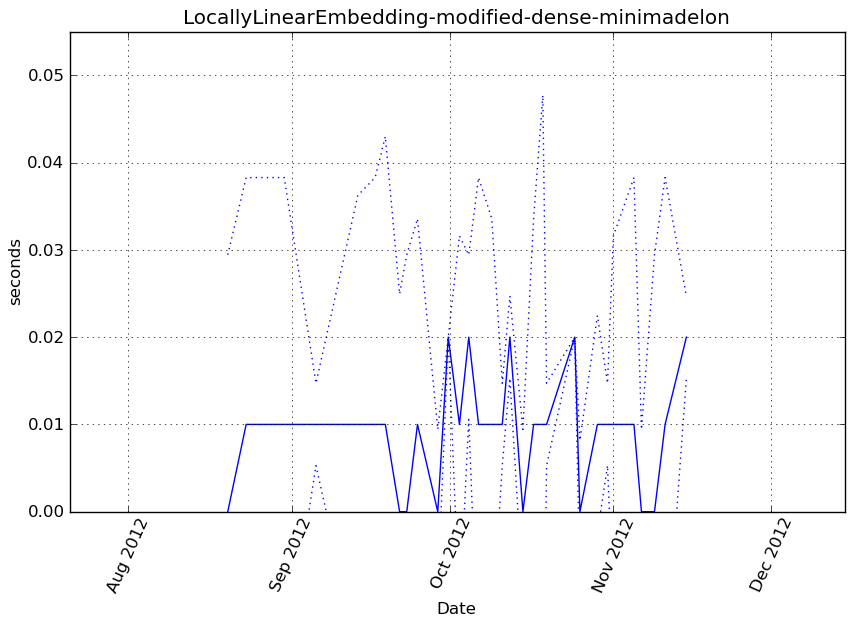 LocallyLinearEmbedding-modified-dense-minimadelon
0.05
0.04
0.03
0.02
0.01
0.00
seconds
Aug 2012
Sep 2012
Oct 2012
Nov 2012
Dec 2012
Date